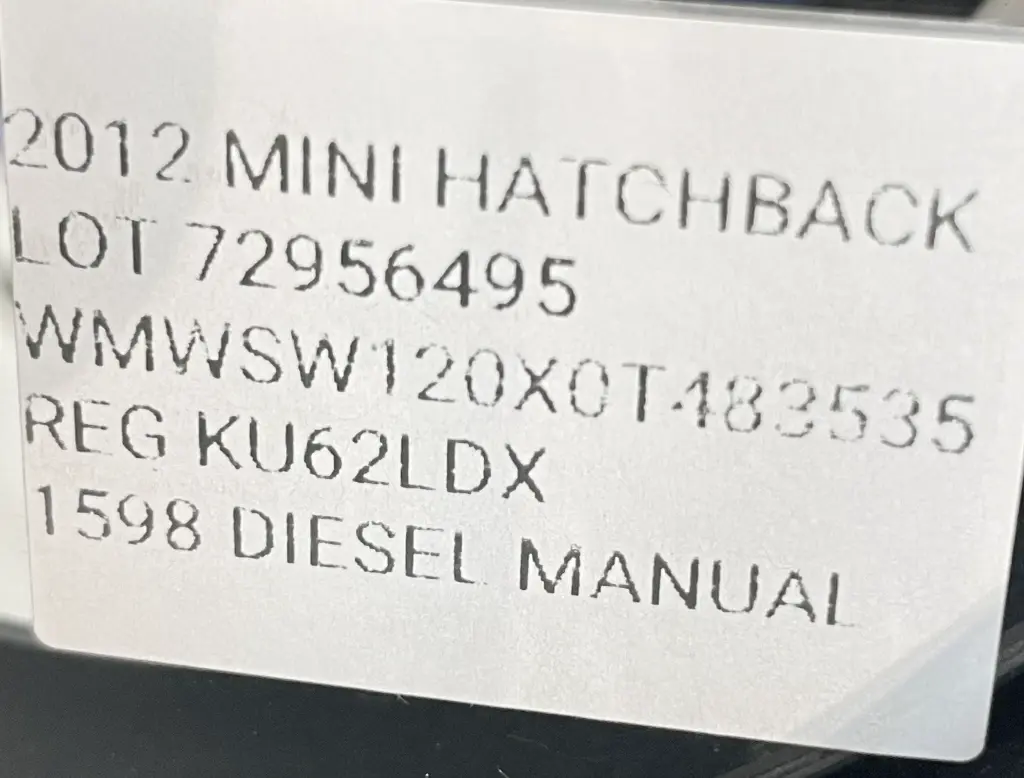 2012 MINI HATCHBACK
LOT 72956495
WMWSW120X0T483535
REG KU62LDX
1598 DIESEL MANUAL